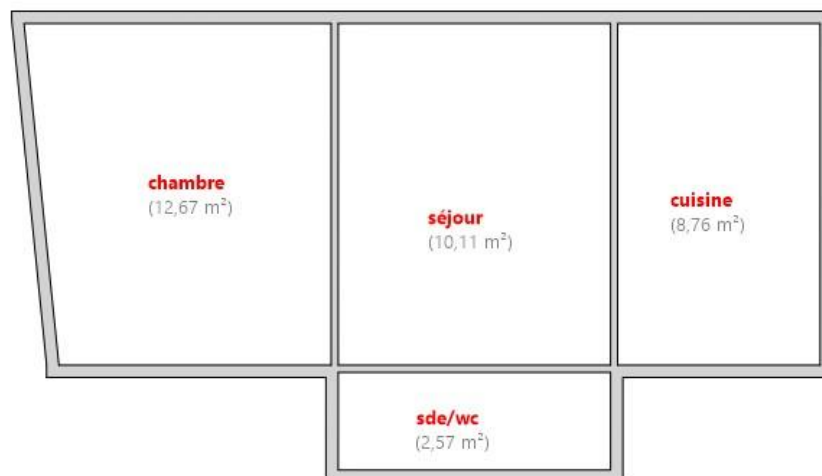 chambre
(12,67 m²)
séjour
(10,11 m²)
cuisine
(8,76 m²)
sde/wc
(2,57 m²)